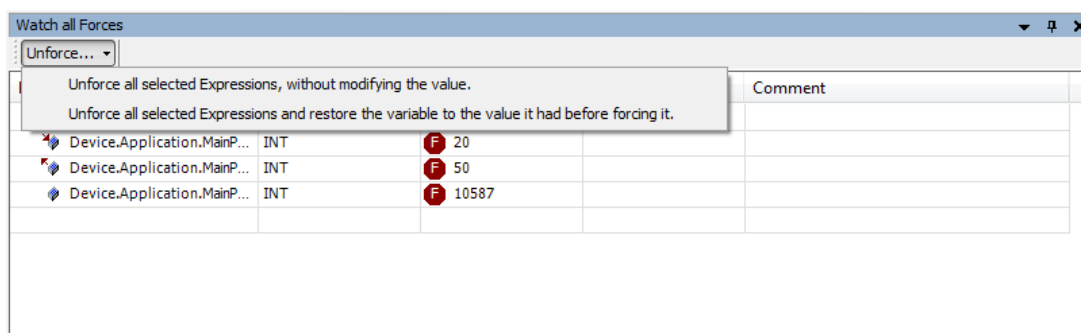 Watch all Forces
Unforce...
Unforce all selected Expressions, without modifying the value.
Unforce all selected Expressions and restore the variable to the value it had before forcing it.
Comment
Device.Application.MainP... INT F 20
Device.Application.MainP... INT F 50
Device.Application.MainP... INT F 10587